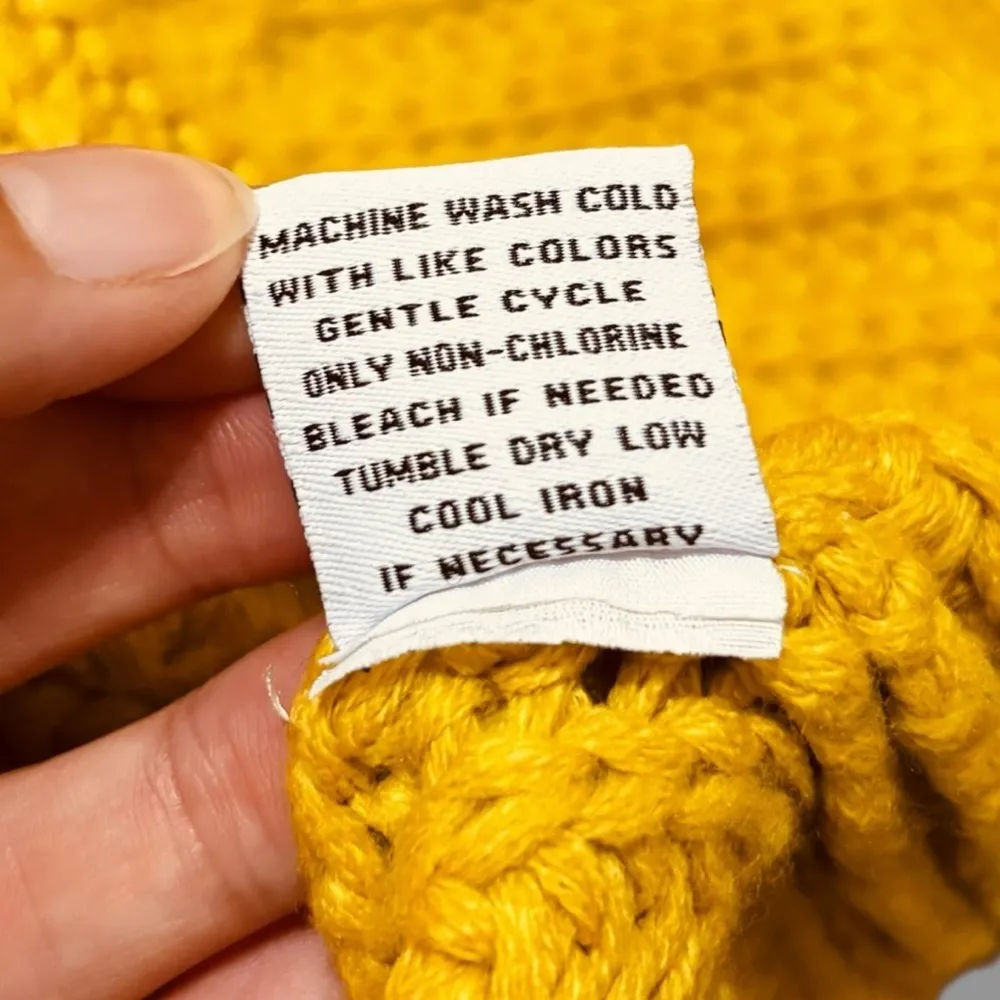 MACHINE WASH COLD
WITH LIKE COLORS
GENTLE CYCLE
ONLY NON-CHLORINE
BLEACH IF NEEDED
TUMBLE DRY LOW
COOL IRON
IF NECESSARY